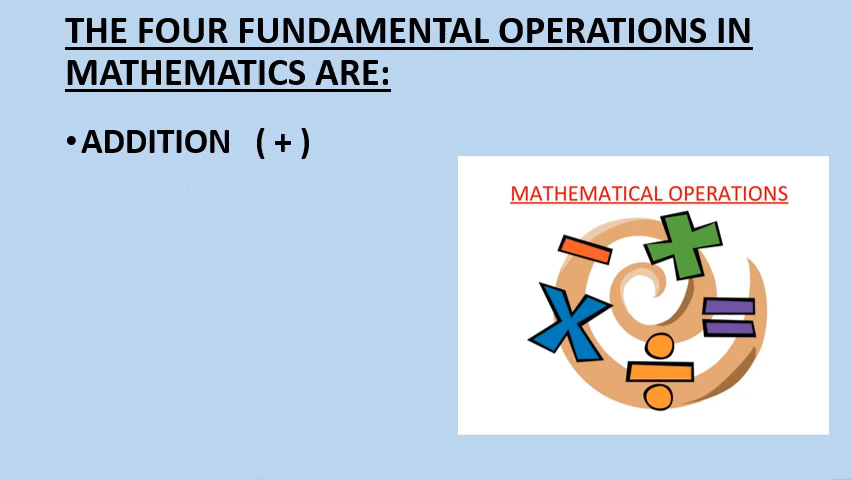 THE FOUR FUNDAMENTAL OPERATIONS IN
MATHEMATICS ARE:
•ADDITION ( + )
MATHEMATICAL OPERATIONS